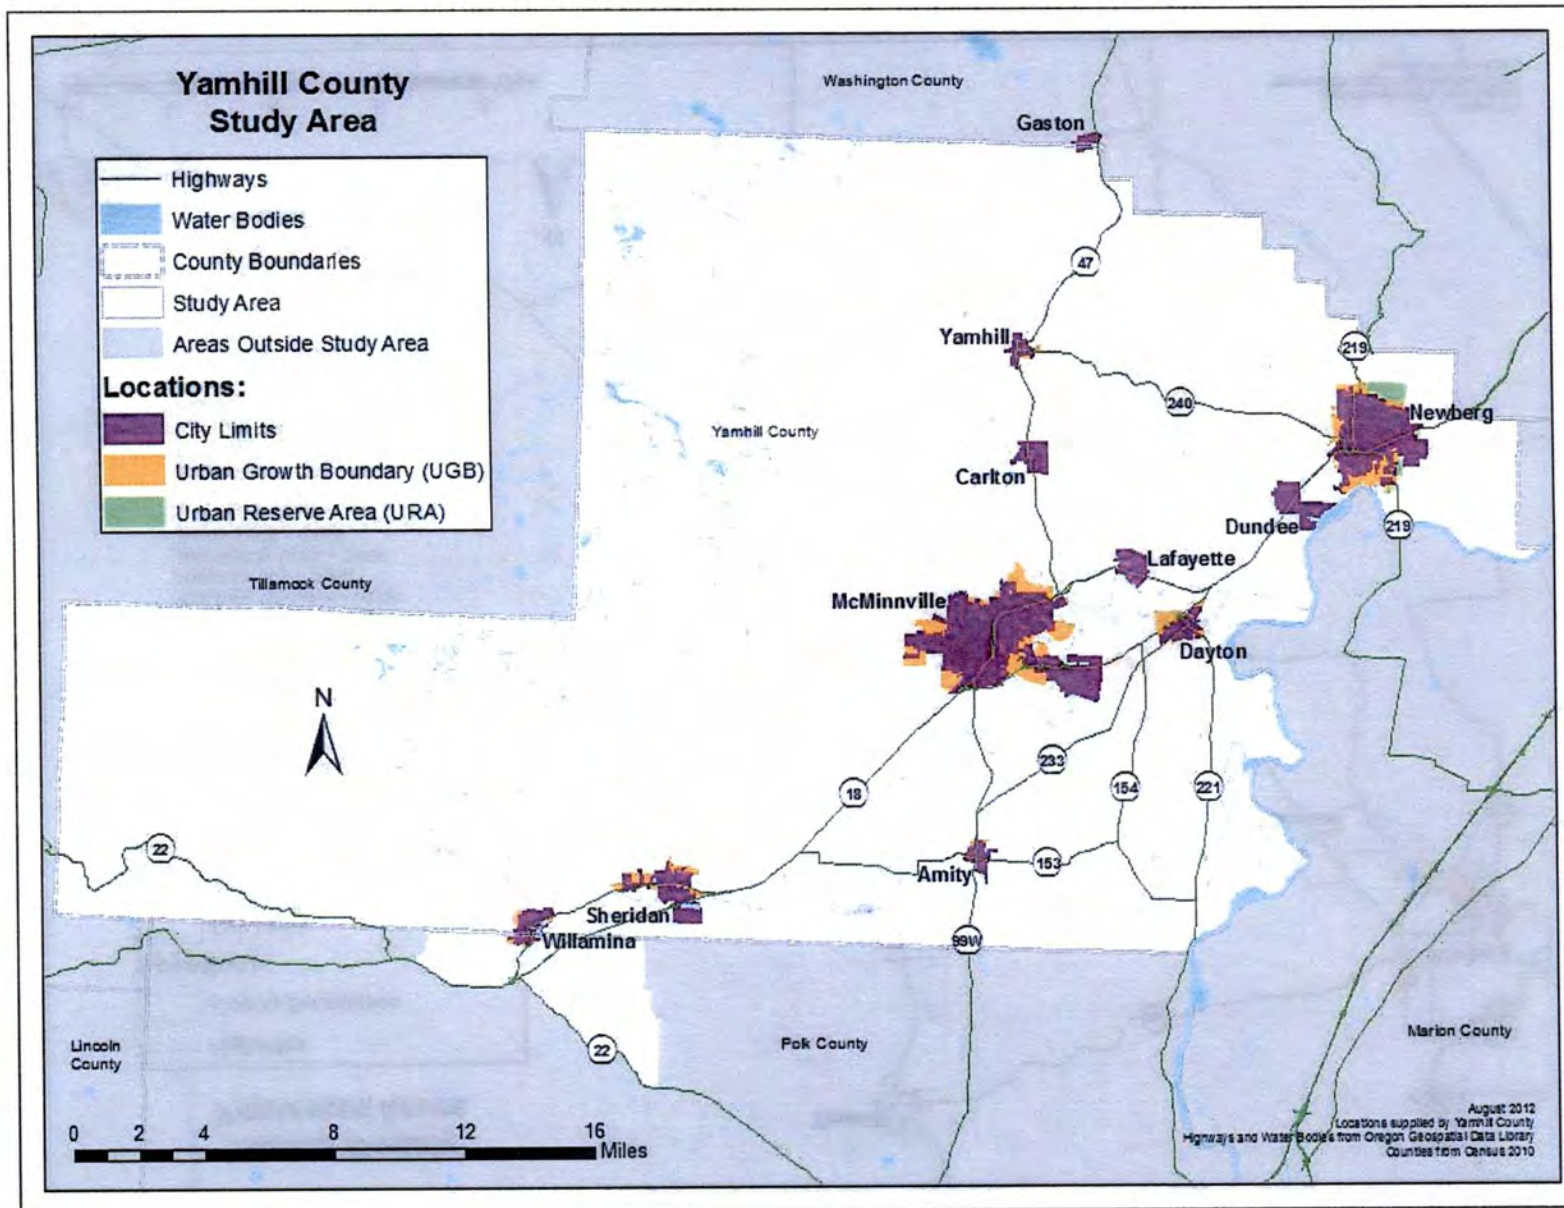 Yamhill County
Study Area
Highways
Water Bodies
County Boundaries
Study Area
Areas Outside Study Area
Locations:
City Limits
Urban Growth Boundary (UGB)
Urban Reserve Area (URA)
Washington County
Gaston
47
Yamhill
219
240
Newberg
Yamhill County
Carlton
Dundee
219
Lafayette
Tillamook County
McMinnville
Dayton
N
233
18
154
221
22
Amity
153
Sheridan
Willamina
99W
22
Lincoln
County
Polk County
Marion County
0 2 4 8 12 16
Miles
August 2012
Locations supplied by Yamhill County
Highways and Water Bodies from Oregon Geospatial Data Library
Counties from Census 2010